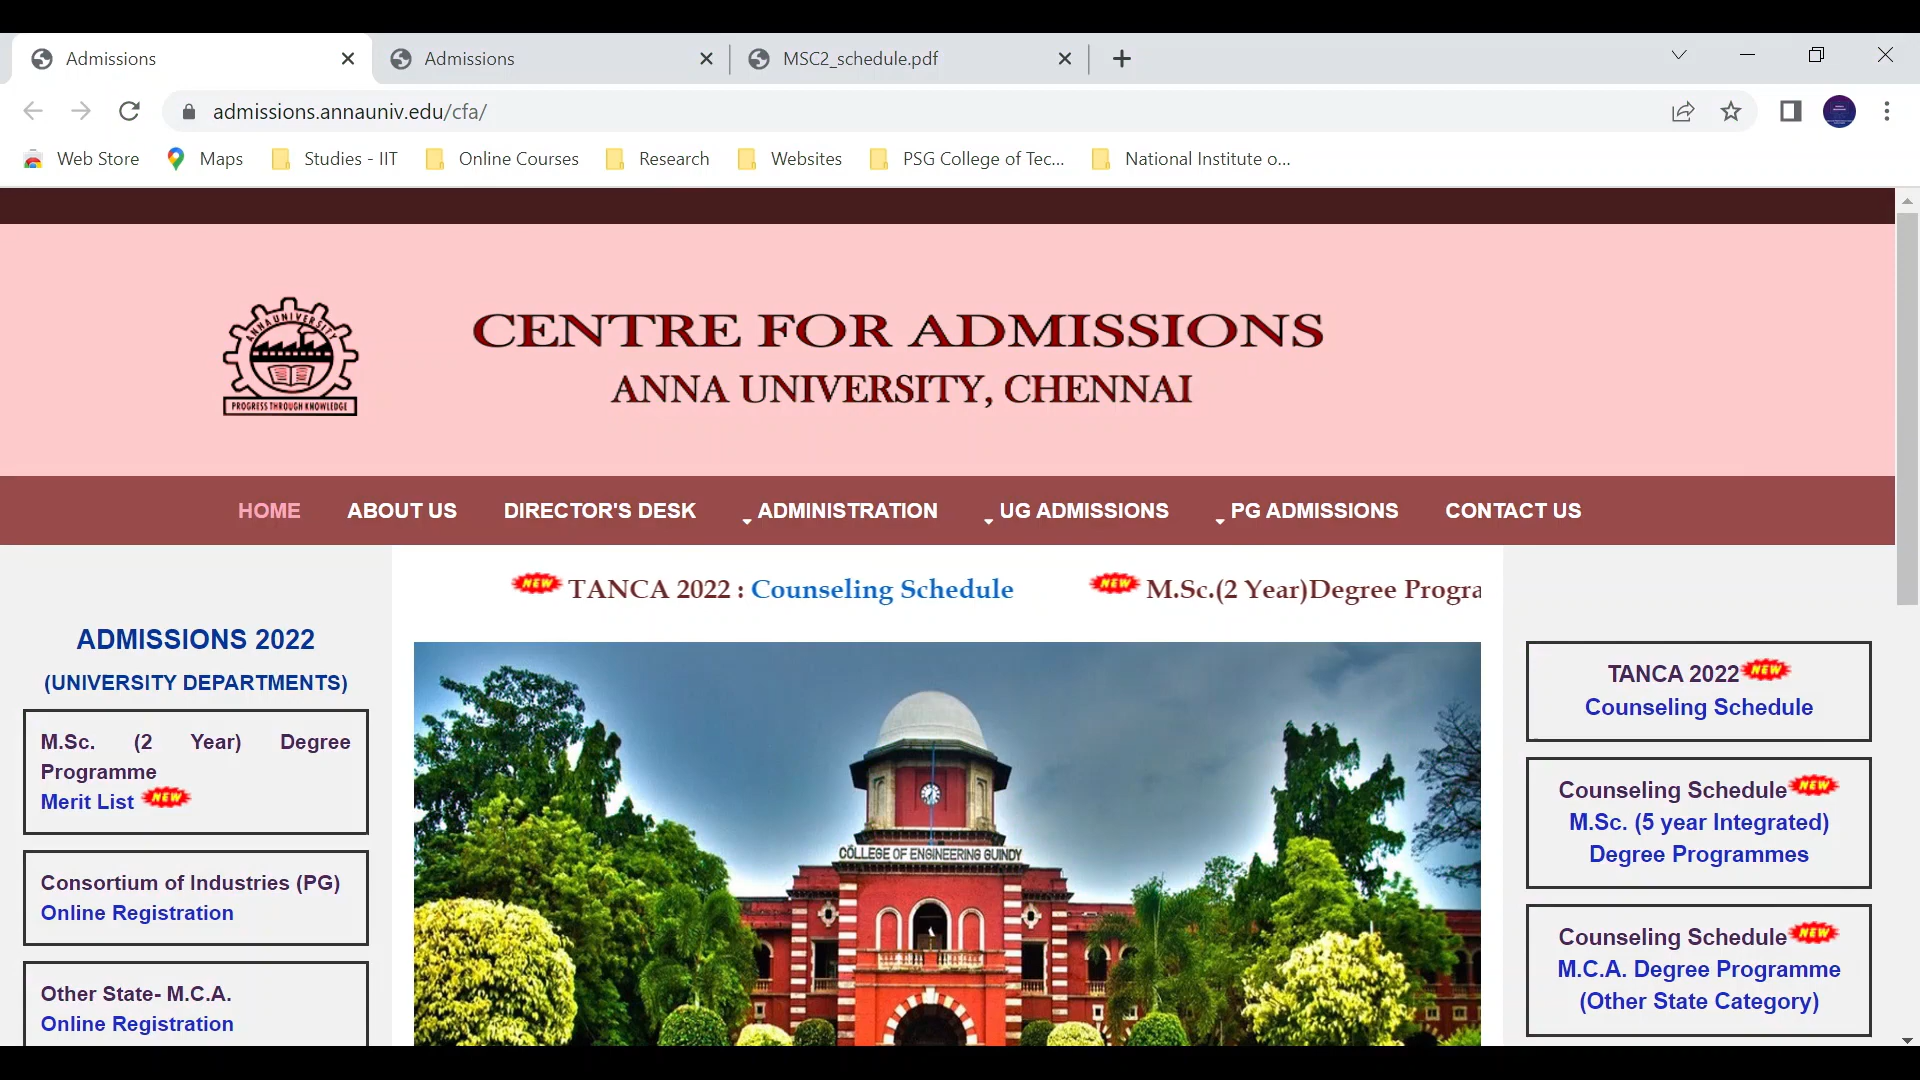 Admissions
Admissions
MSC2_schedule.pdf
admissions.annauniv.edu/cfa/
Web Store
Maps
Studies - IIT
Online Courses
Research
Websites
PSG College of Tec...
National Institute o...
ANNA UNIVERSITY
PROGRESS THROUGH KNOWLEDGE
CENTRE FOR ADMISSIONS
ANNA UNIVERSITY, CHENNAI
HOME
ABOUT US
DIRECTOR'S DESK
ADMINISTRATION
UG ADMISSIONS
PG ADMISSIONS
CONTACT US
NEW TANCA 2022 : Counseling Schedule
NEW M.Sc.(2 Year)Degree Progra
ADMISSIONS 2022
(UNIVERSITY DEPARTMENTS)
M.Sc. (2 Year) Degree
Programme
Merit List NEW
Consortium of Industries (PG)
Online Registration
Other State- M.C.A.
Online Registration
COLLEGE OF ENGINEERING GUINDY
TANCA 2022 NEW
Counseling Schedule
Counseling Schedule NEW
M.Sc. (5 year Integrated)
Degree Programmes
Counseling Schedule NEW
M.C.A. Degree Programme
(Other State Category)